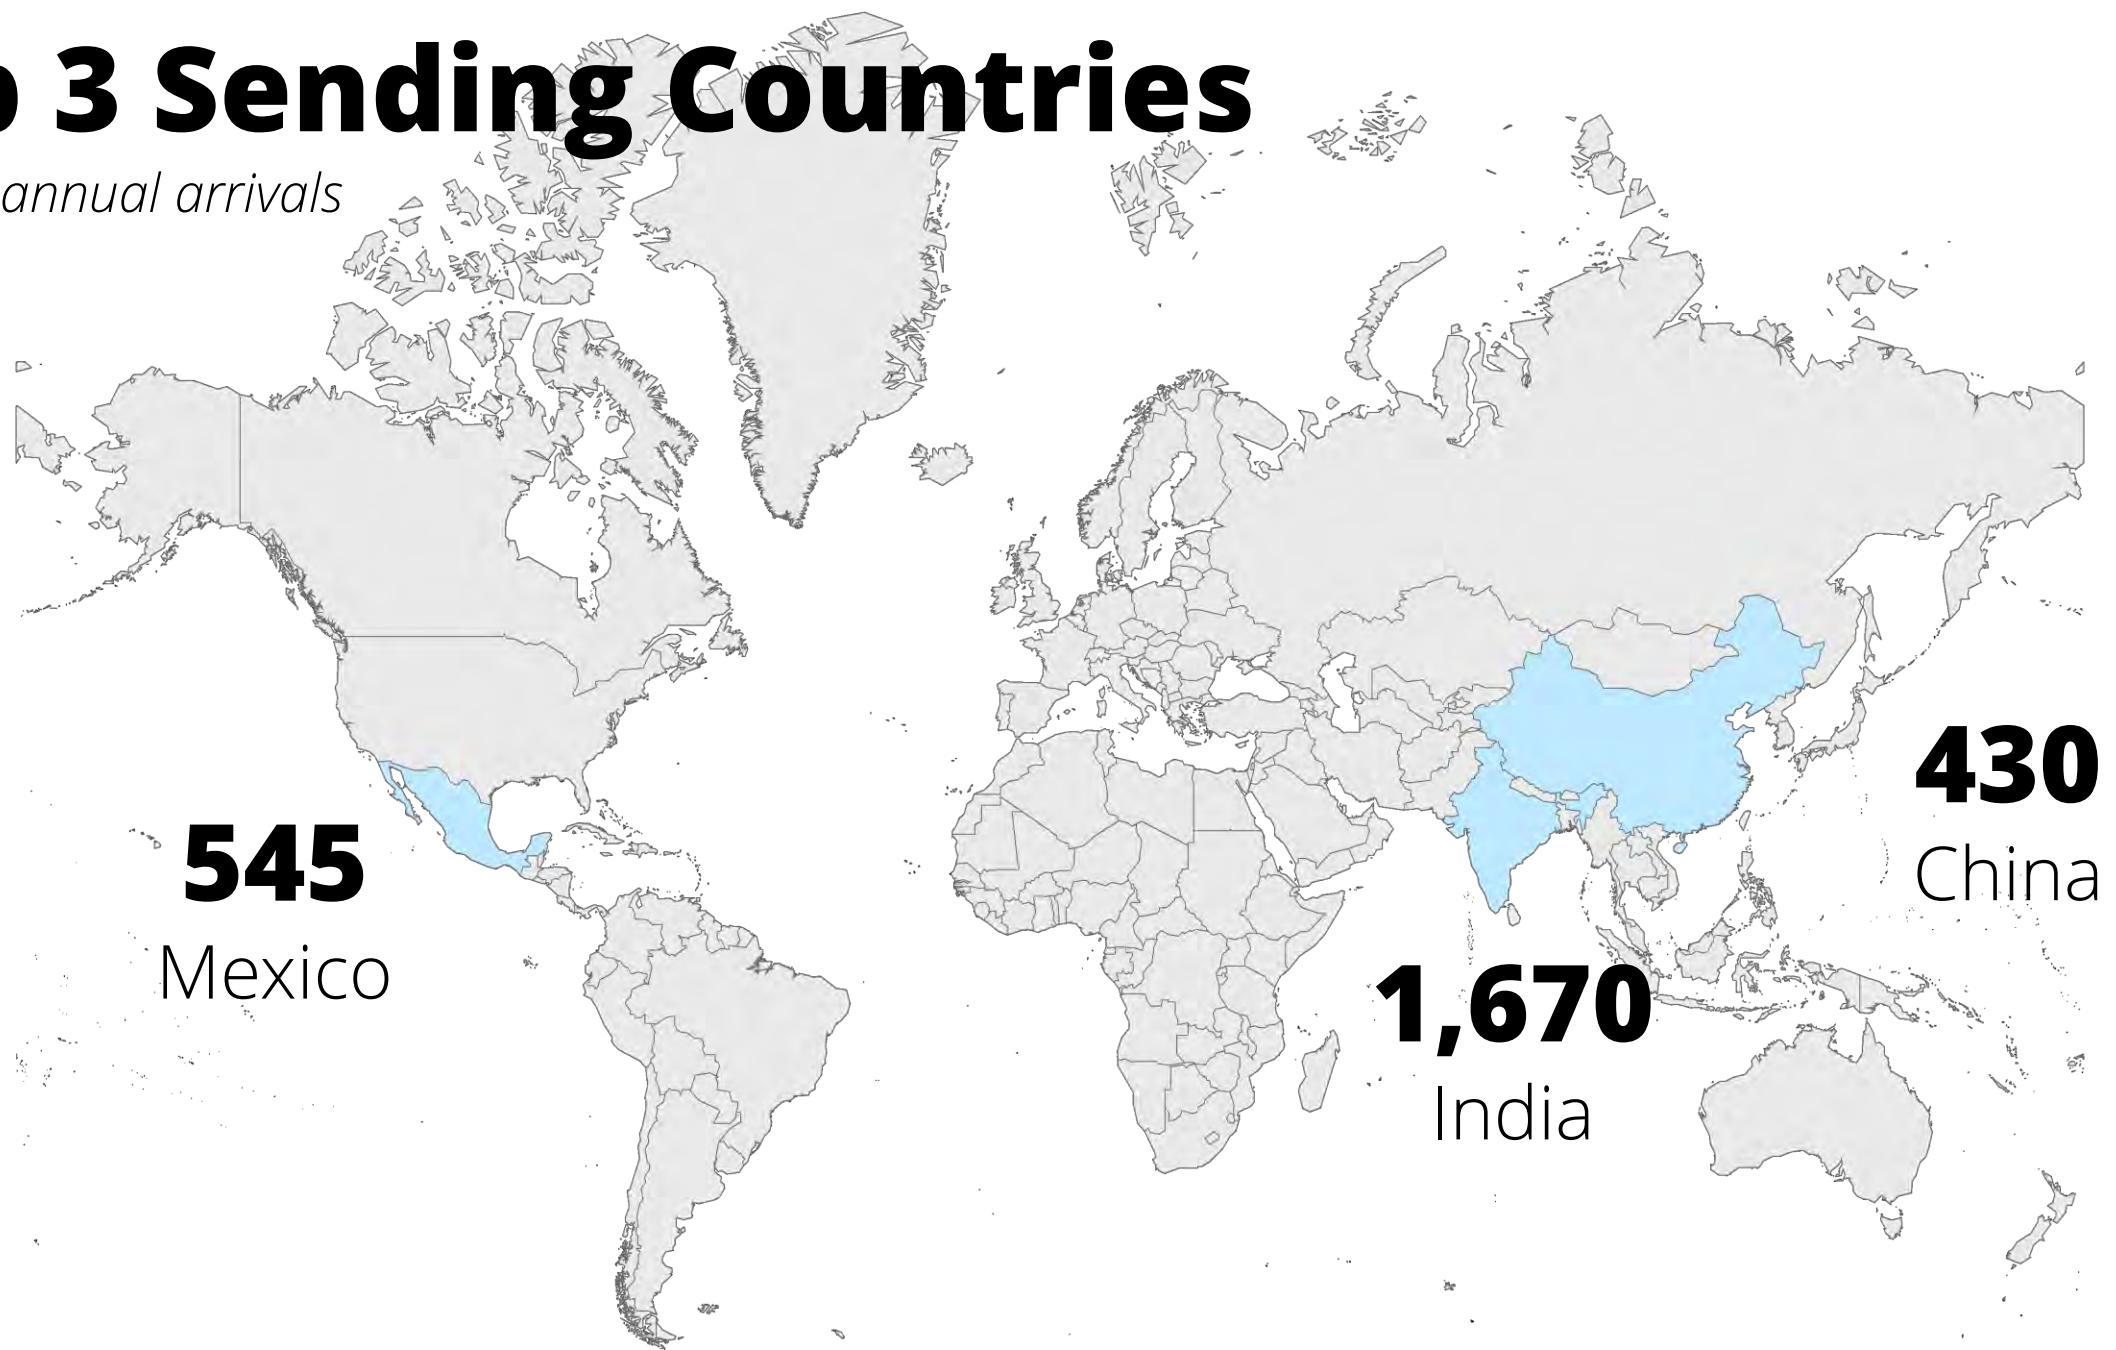 3 Sending Countries
annual arrivals
430
China
545
Mexico
1,670
India